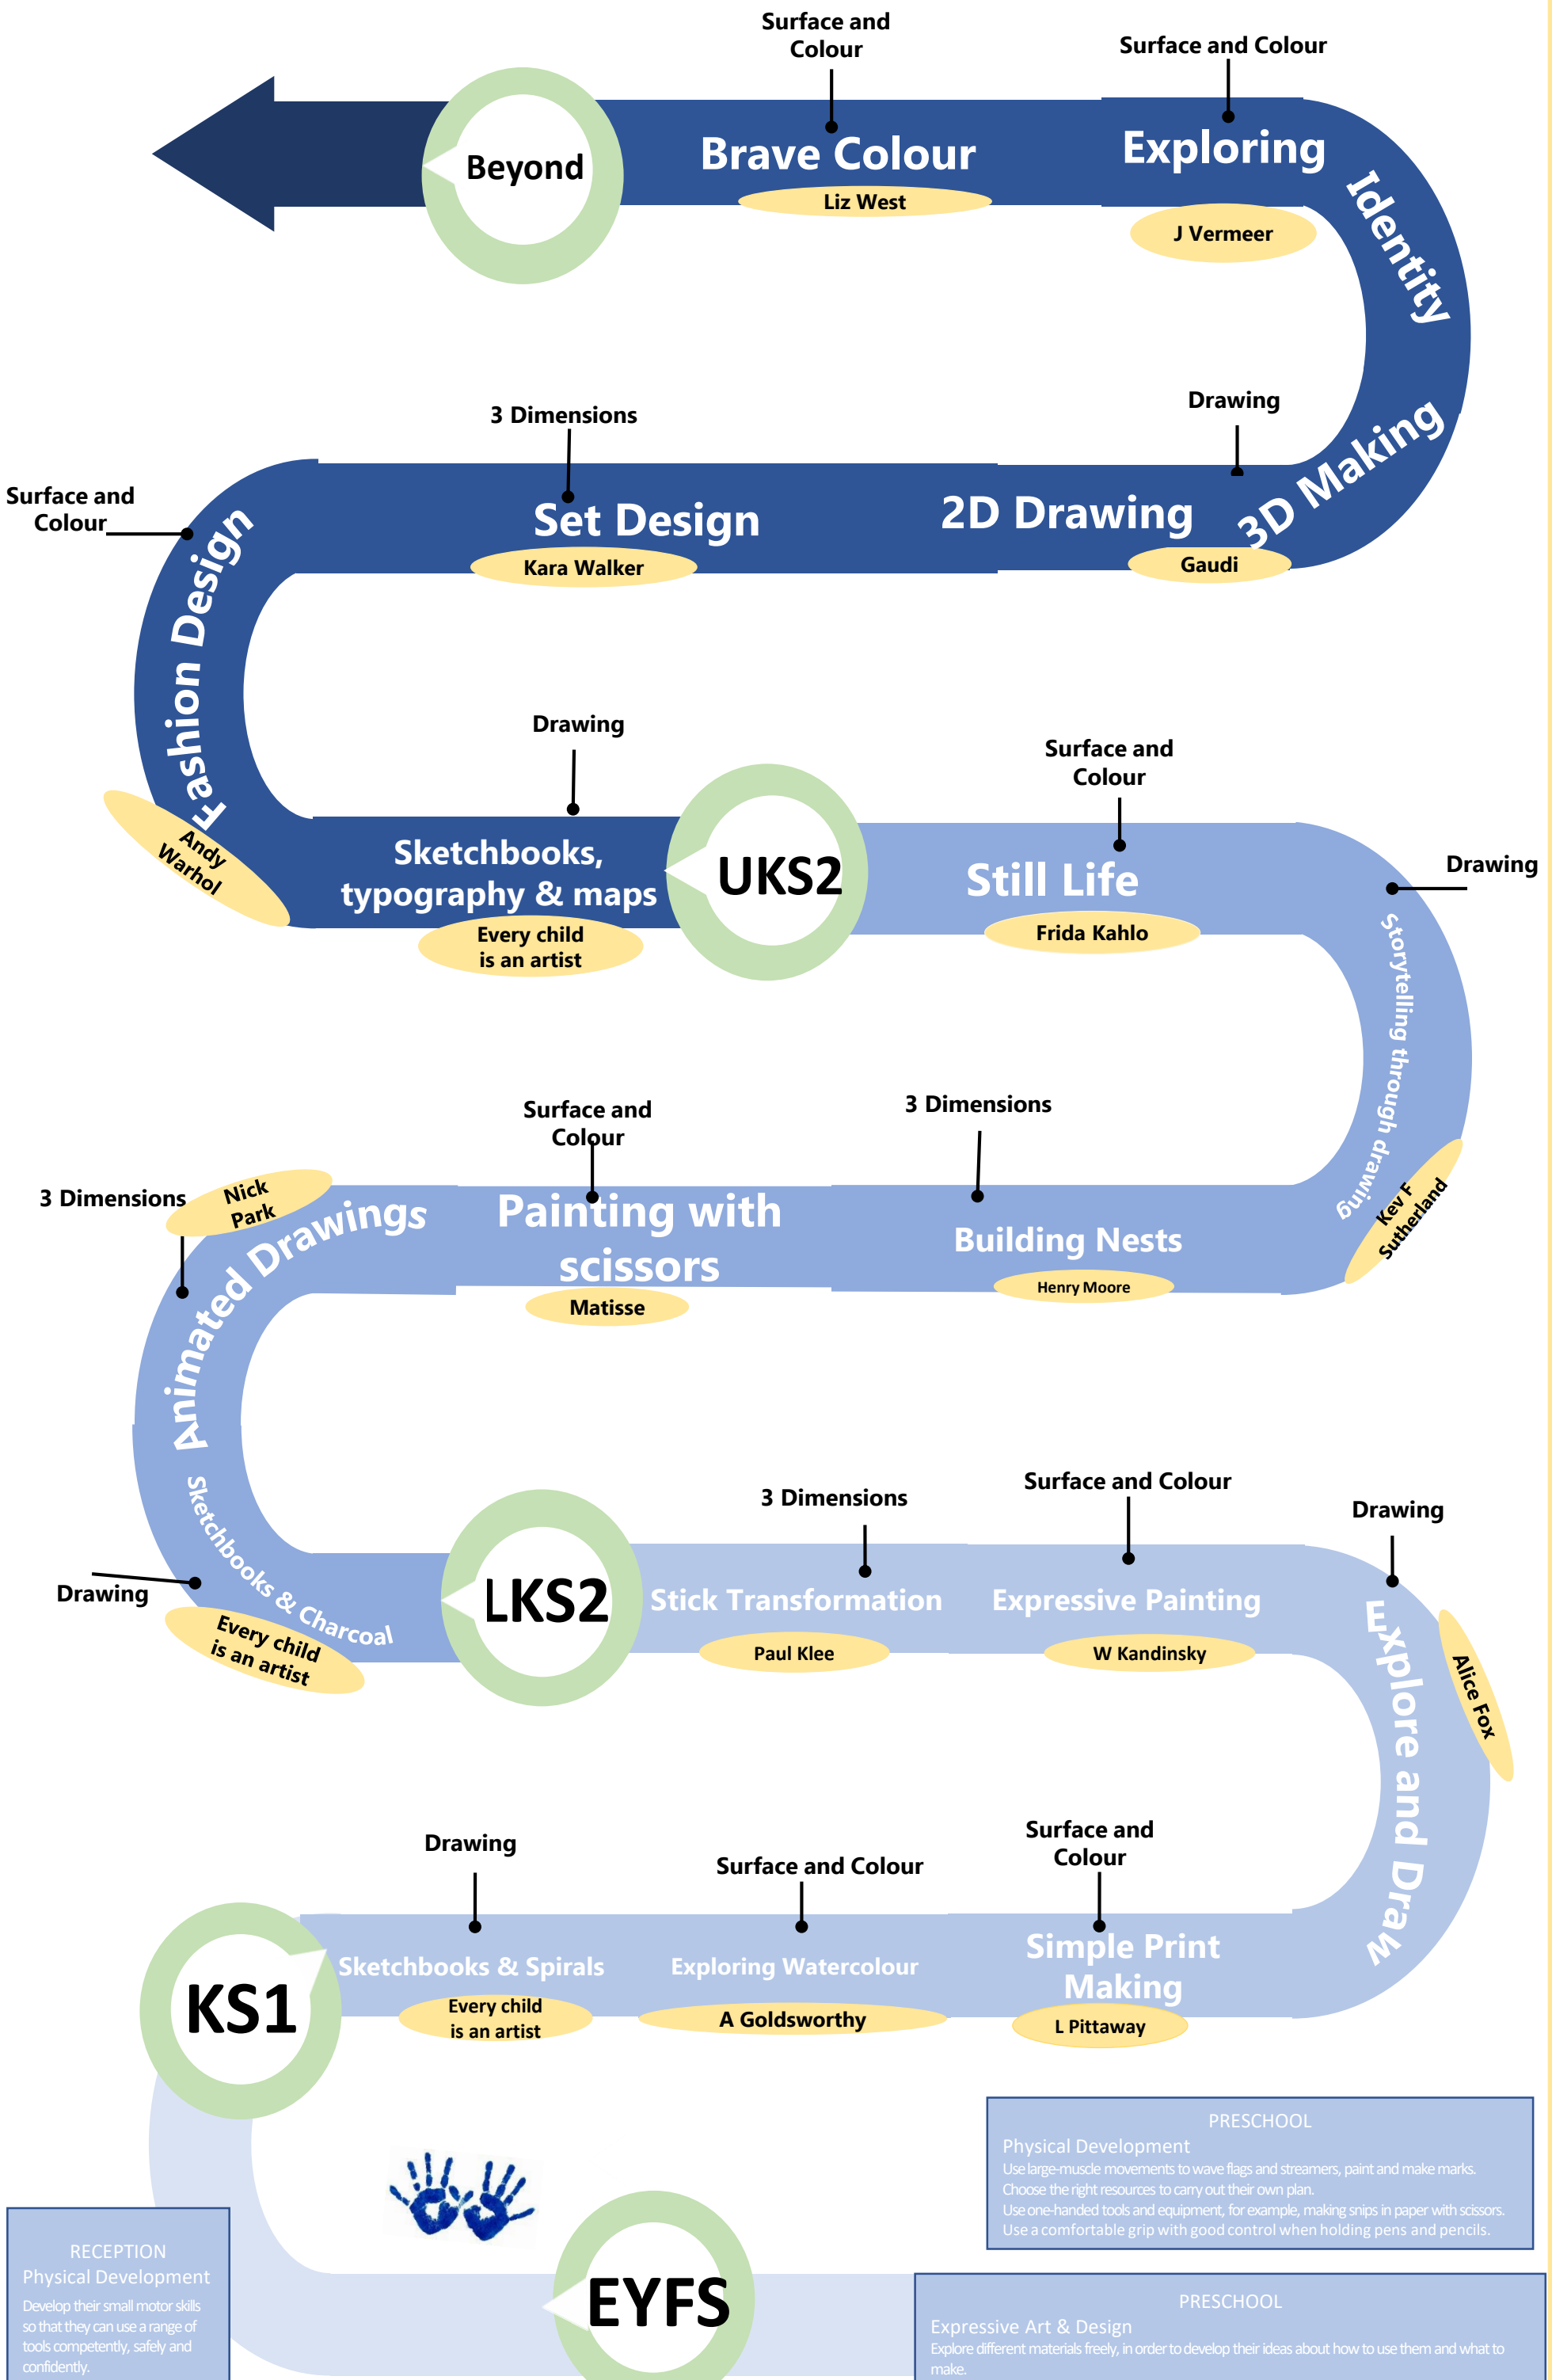 Surface and
Colour
Surface and Colour
Beyond
Brave Colour
Exploring
Identity
Liz West
J Vermeer
3 Dimensions
Drawing
Surface and
Colour
Set Design
2D Drawing
3D Making
Kara Walker
Gaudi
Fashion Design
Andy
Warhol
Drawing
Surface and
Colour
Drawing
Sketchbooks,
typography & maps
UKS2
Still Life
Every child
is an artist
Frida Kahlo
Storytelling through drawing
Kev F
Sutherland
Surface and
Colour
3 Dimensions
3 Dimensions
Nick
Park
Animated Drawings
Painting with
scissors
Building Nests
Matisse
Henry Moore
Drawing
Sketchbooks & Charcoal
Every child
is an artist
LKS2
3 Dimensions
Surface and Colour
Drawing
Stick Transformation
Expressive Painting
Paul Klee
W Kandinsky
Explore and Draw
Alice Fox
Drawing
Surface and Colour
Surface and
Colour
KS1
Sketchbooks & Spirals
Exploring Watercolour
Simple Print
Making
Every child
is an artist
A Goldsworthy
L Pittaway
PRESCHOOL
Physical Development
Use large-muscle movements to wave flags and streamers, paint and make marks.
Choose the right resources to carry out their own plan.
Use one-handed tools and equipment, for example, making snips in paper with scissors.
Use a comfortable grip with good control when holding pens and pencils.
RECEPTION
Physical Development
Develop their small motor skills
so that they can use a range of
tools competently, safely and
confidently.
EYFS
PRESCHOOL
Expressive Art & Design
Explore different materials freely, in order to develop their ideas about how to use them and what to
make.